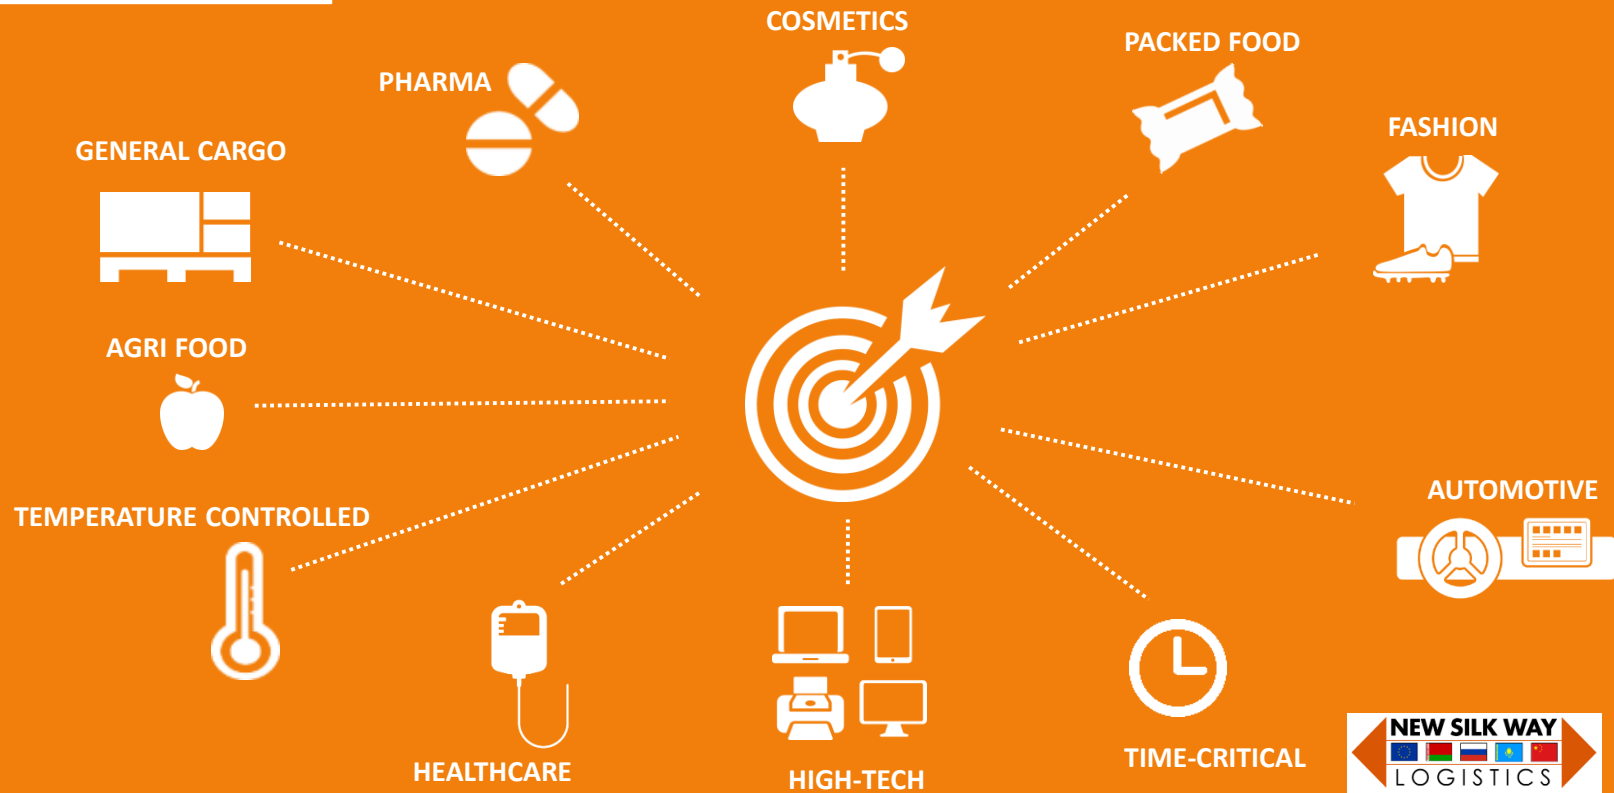 COSMETICS
PACKED FOOD
PHARMA
FASHION
GENERAL CARGO
AGRI FOOD
AUTOMOTIVE
TEMPERATURE CONTROLLED
TIME-CRITICAL
HEALTHCARE
HIGH-TECH
NEW SILK WAY
LOGISTICS